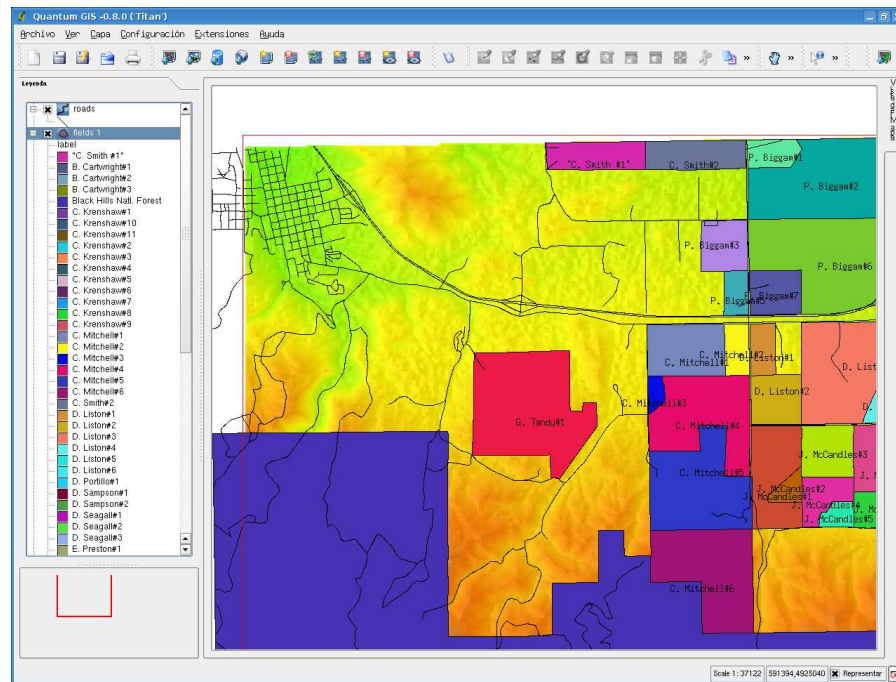 Quantum GIS -0.8.0 ('Titan')
Archivo Ver Capa Configuración Extensiones Ayuda
» » »
Leyenda
roads
fields 1
label
"C. Smith #1"
B. Cartwright#1
B. Cartwright#2
B. Cartwright#3
Black Hills Natl. Forest
C. Krenshaw#1
C. Krenshaw#10
C. Krenshaw#11
C. Krenshaw#2
C. Krenshaw#3
C. Krenshaw#4
C. Krenshaw#5
C. Krenshaw#6
C. Krenshaw#7
C. Krenshaw#8
C. Krenshaw#9
C. Mitchell#1
C. Mitchell#2
C. Mitchell#3
C. Mitchell#4
C. Mitchell#5
C. Mitchell#6
C. Smith#2
D. Liston#1
D. Liston#2
D. Liston#3
D. Liston#4
D. Liston#5
D. Liston#6
D. Portillo#1
D. Sampson#1
D. Sampson#2
D. Seagall#1
D. Seagall#2
D. Seagall#3
E. Preston#1
"C. Smith #1"
C. Smith#2
P. Biggam#1
P. Biggam#2
P. Biggam#3
P. Biggam#6
P. Biggam#5
P. Biggam#7
C. Mitchell#2
C. Mitchell#1
D. Liston#1
D. List
D. Liston#2
C. Mitchell#3
D.
G. Tandy#1
C. Mitchell#4
J. McCandles#3
C. Mitchell#5
J. M
J. McCandles#2
J. McCandles#1
J. McCandles#4
J. Mc
J. McCandles#5
C. Mitchell#6
Scale 1: 37122 591394,4925040 Representar